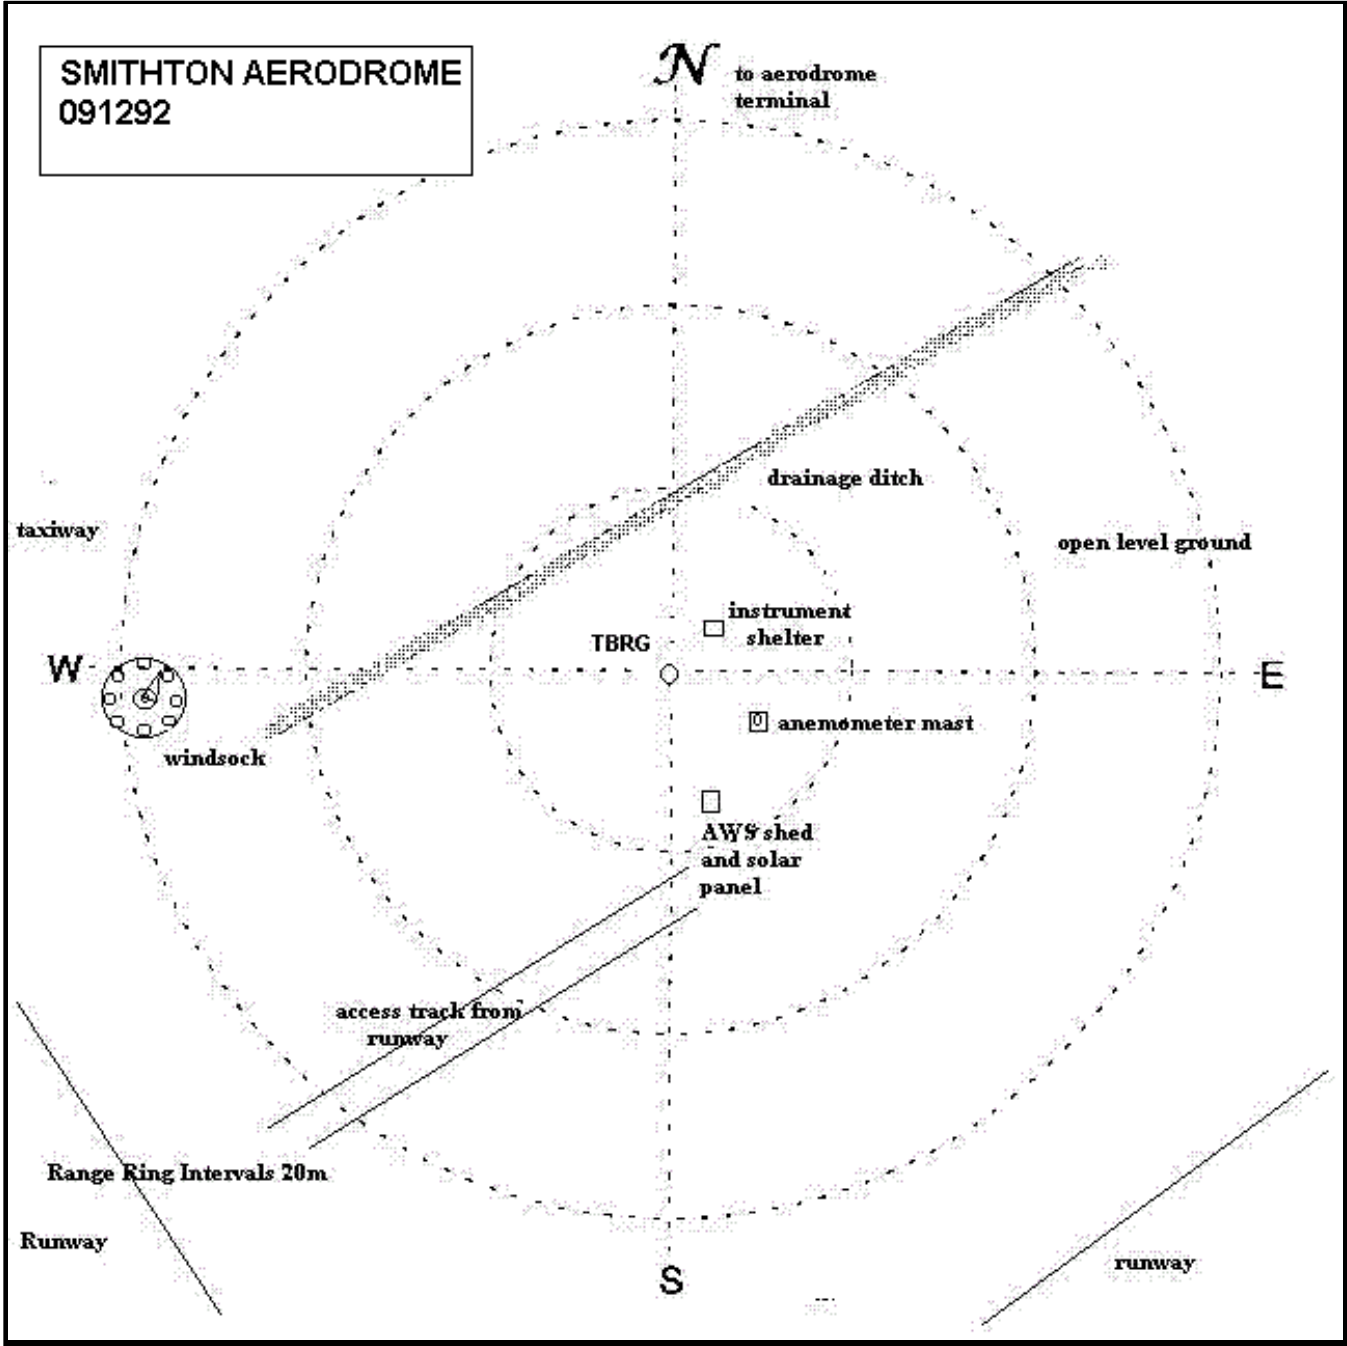 SMITHTON AERODROME
091292
N
to aerodrome
terminal
drainage ditch
taxiway
open level ground
instrument
shelter
TBRG
W
E
anemometer mast
windsock
AWS shed
and solar
panel
access track from
runway
Range Ring Intervals 20m
Runway
runway
S